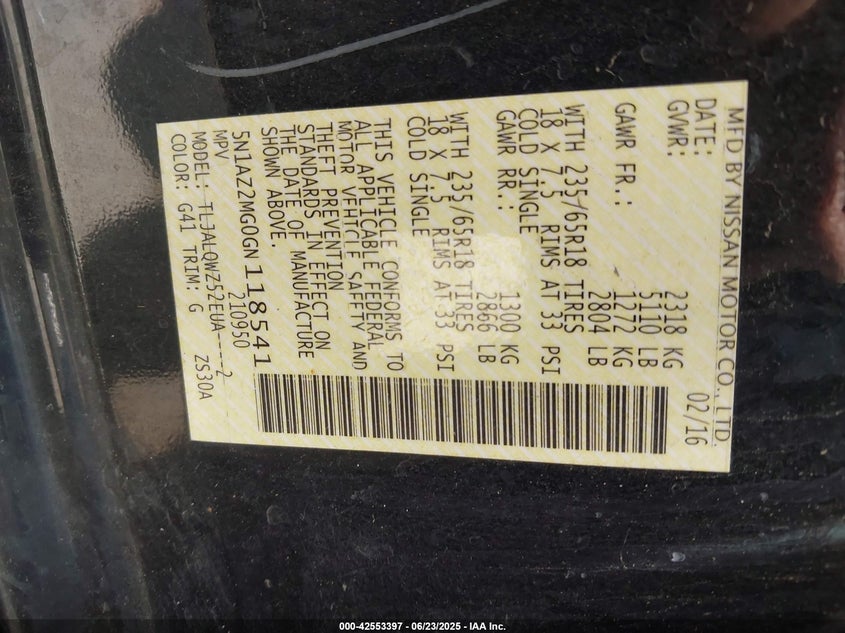 MFD BY NISSAN MOTOR CO., LTD.
DATE: 02/16
GVWR: 2318 KG
5110 LB
GAWR FR.: 1272 KG
2804 LB
WITH 235/65R18 TIRES
18 X 7.5 RIMS AT 33 PSI
COLD SINGLE
GAWR RR.: 1300 KG
2866 LB
WITH 235/65R18 TIRES
18 X 7.5 RIMS AT 33 PSI
COLD SINGLE
THIS VEHICLE CONFORMS TO
ALL APPLICABLE FEDERAL
MOTOR VEHICLE SAFETY AND
THEFT PREVENTION
STANDARDS IN EFFECT ON
THE DATE OF MANUFACTURE
SHOWN ABOVE.
5N1AZ2MG0GN118541
MPV 210950
MODEL: TLJALQWZ52EUA----2
COLOR: G41 TRIM: G ZS30A
000-42553397 - 06/23/2025 - IAA Inc.